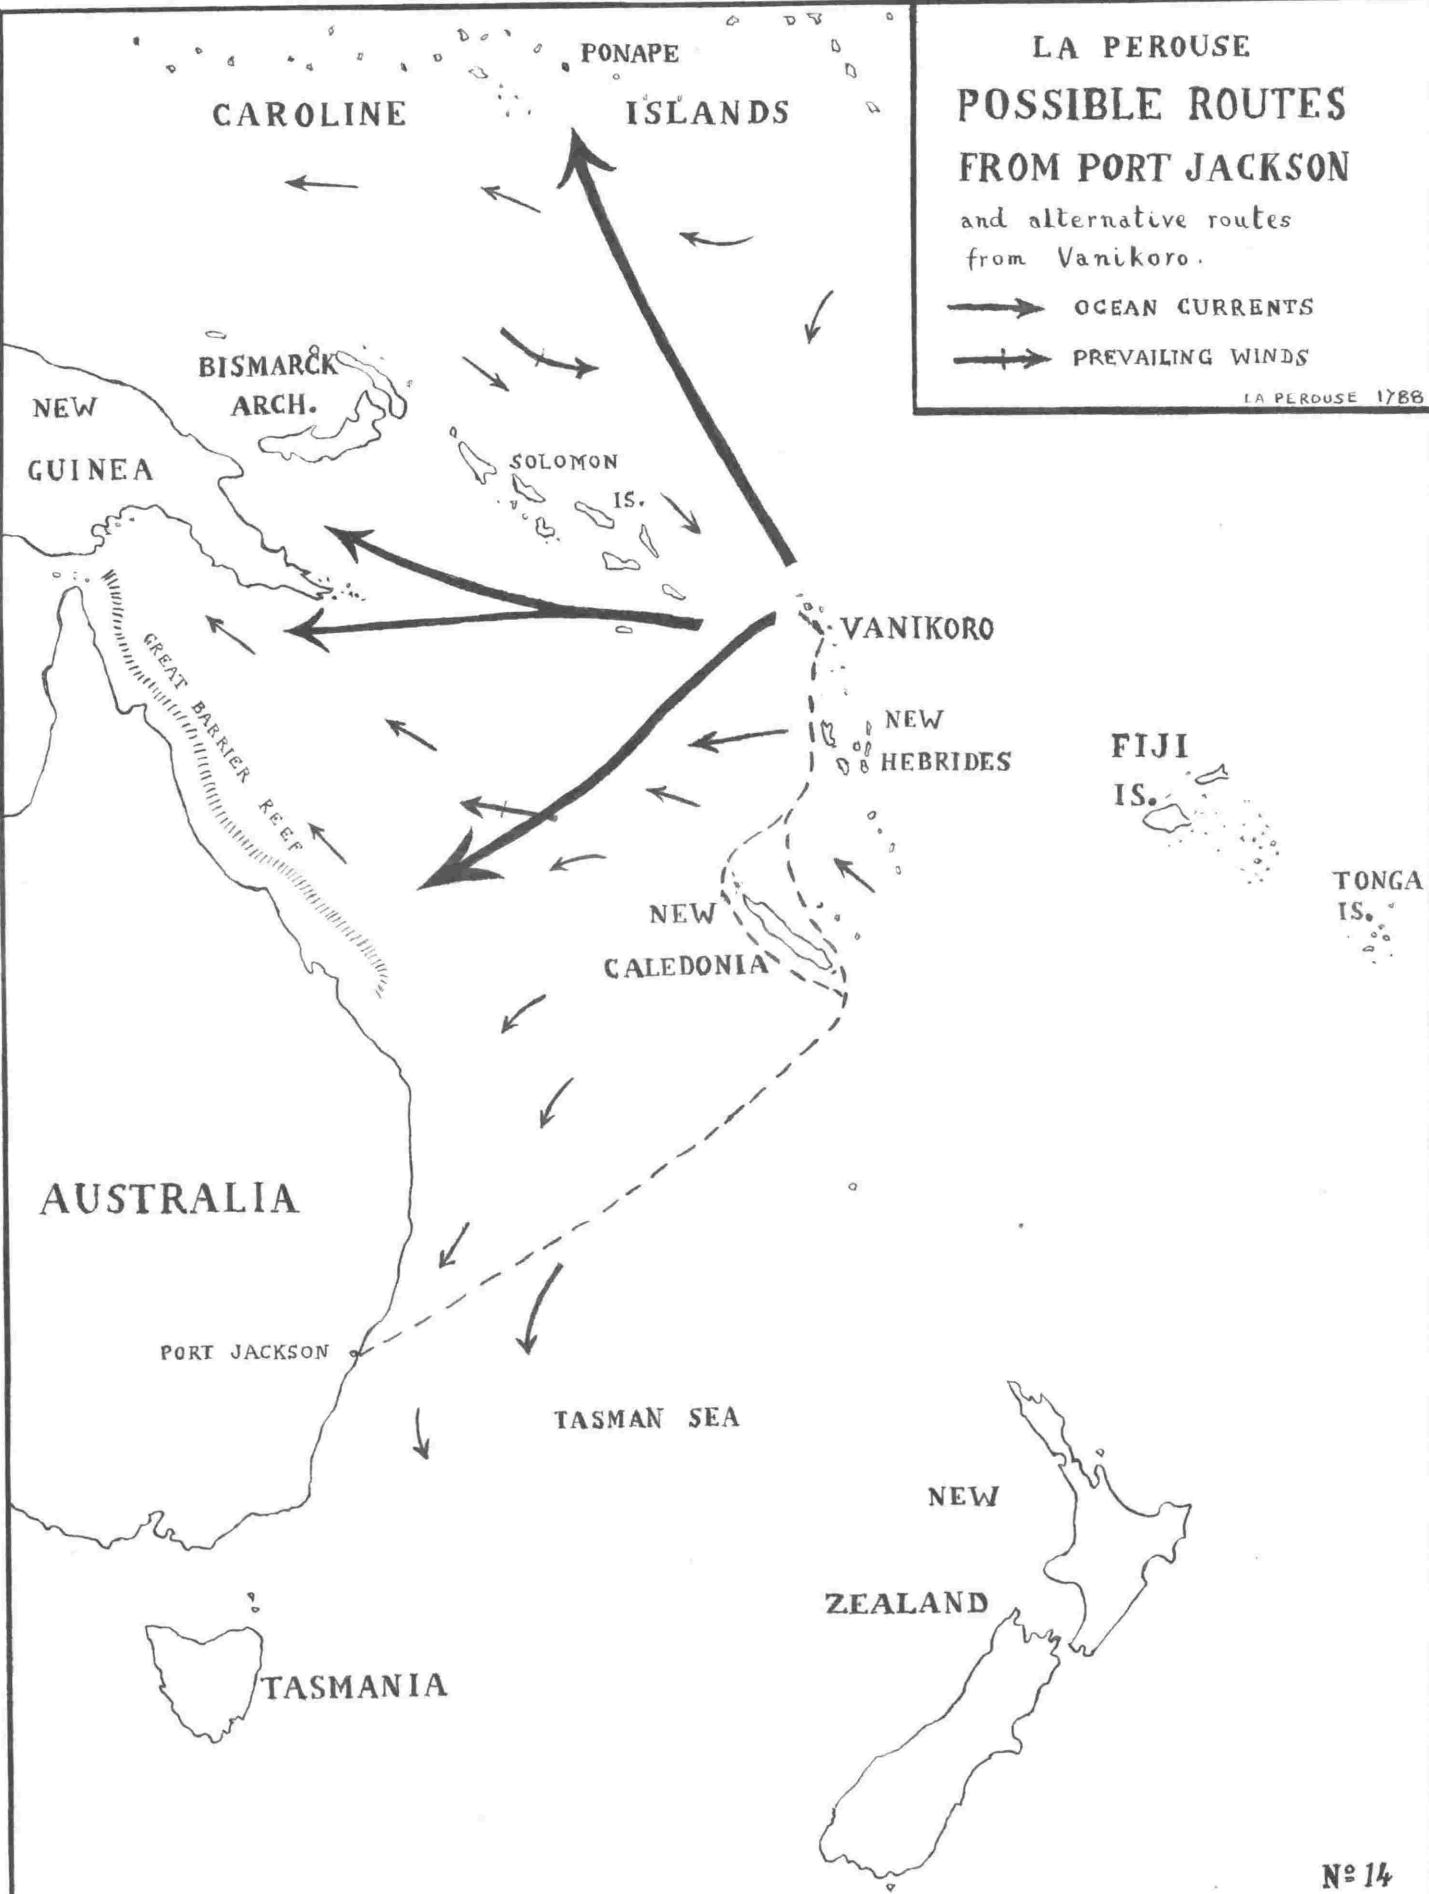 LA PEROUSE
POSSIBLE ROUTES
FROM PORT JACKSON
and alternative routes
from Vanikoro.
OCEAN CURRENTS
PREVAILING WINDS
LA PEROUSE 1788
PONAPE
CAROLINE ISLANDS
BISMARCK
ARCH.
NEW
GUINEA
SOLOMON
IS.
VANIKORO
GREAT BARRIER REEF
NEW
HEBRIDES
FIJI
IS.
TONGA
IS.
NEW
CALEDONIA
AUSTRALIA
PORT JACKSON
TASMAN SEA
NEW
ZEALAND
TASMANIA
Nº 14